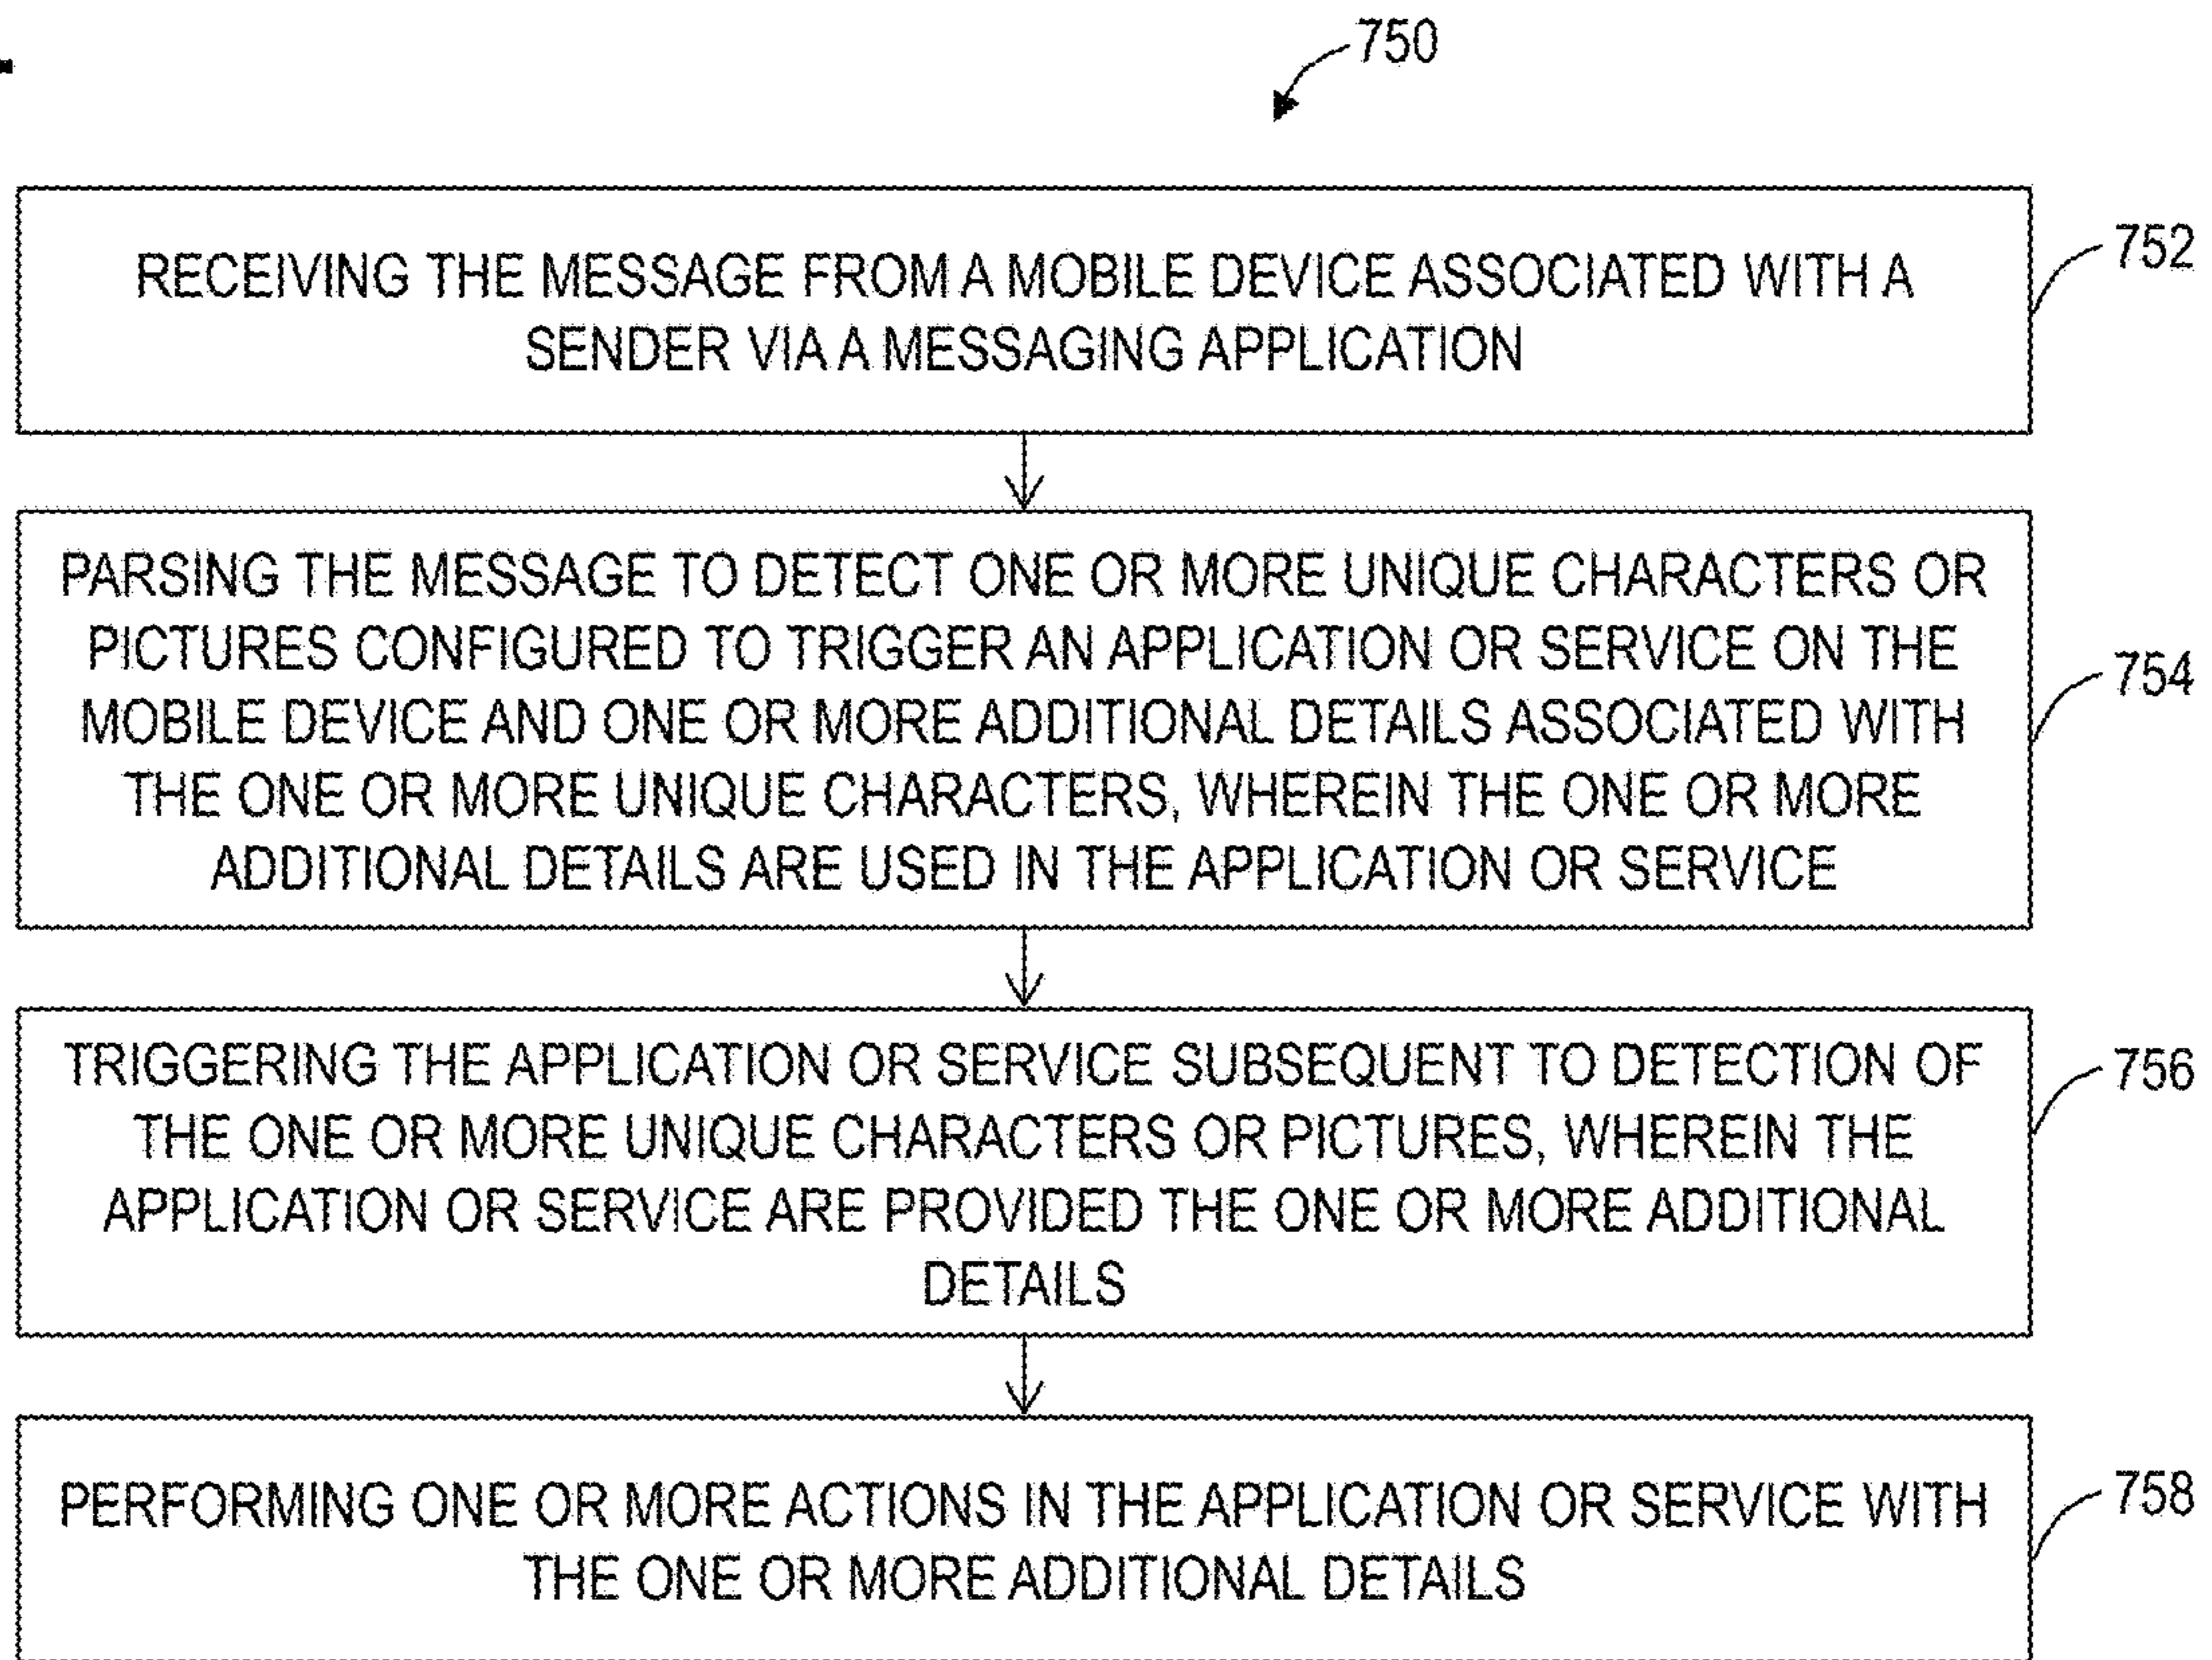 750
RECEIVING THE MESSAGE FROM A MOBILE DEVICE ASSOCIATED WITH A
SENDER VIA A MESSAGING APPLICATION
752
PARSING THE MESSAGE TO DETECT ONE OR MORE UNIQUE CHARACTERS OR
PICTURES CONFIGURED TO TRIGGER AN APPLICATION OR SERVICE ON THE
MOBILE DEVICE AND ONE OR MORE ADDITIONAL DETAILS ASSOCIATED WITH
THE ONE OR MORE UNIQUE CHARACTERS, WHEREIN THE ONE OR MORE
ADDITIONAL DETAILS ARE USED IN THE APPLICATION OR SERVICE
754
TRIGGERING THE APPLICATION OR SERVICE SUBSEQUENT TO DETECTION OF
THE ONE OR MORE UNIQUE CHARACTERS OR PICTURES, WHEREIN THE
APPLICATION OR SERVICE ARE PROVIDED THE ONE OR MORE ADDITIONAL
DETAILS
756
PERFORMING ONE OR MORE ACTIONS IN THE APPLICATION OR SERVICE WITH
THE ONE OR MORE ADDITIONAL DETAILS
758